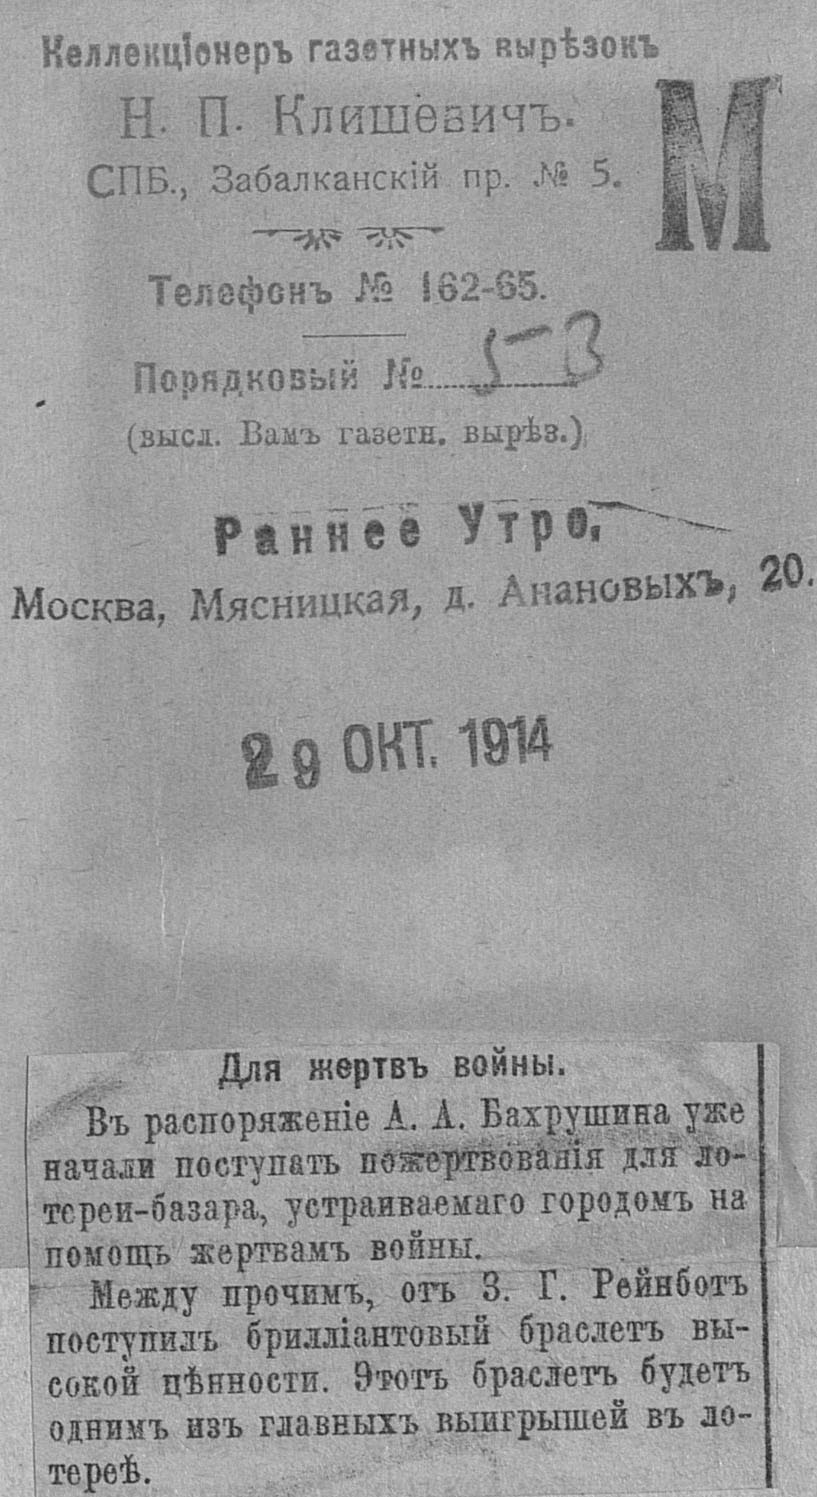 Келлекціонеръ газетныхъ вырѣзокъ
Н. П. Клишевичъ.
М
СПБ., Забалканскій пр. № 5.
Телефонъ № 162-65.
Порядковый № 53
(высл. Вамъ газетн. вырѣз.)
Раннее Утро.
Москва, Мясницкая, д. Анановыхъ, 20.
29 ОКТ. 1914
Для жертвъ войны.
Въ распоряженіе А. А. Бахрушина уже
начали поступать пожертвованія для ло-
тереи-базара, устраиваемаго городомъ на
помощь жертвамъ войны.
Между прочимъ, отъ З. Г. Рейнботъ
поступилъ брилліантовый браслетъ вы-
сокой цѣнности. Этотъ браслетъ будетъ
однимъ изъ главныхъ выигрышей въ ло-
тереѣ.